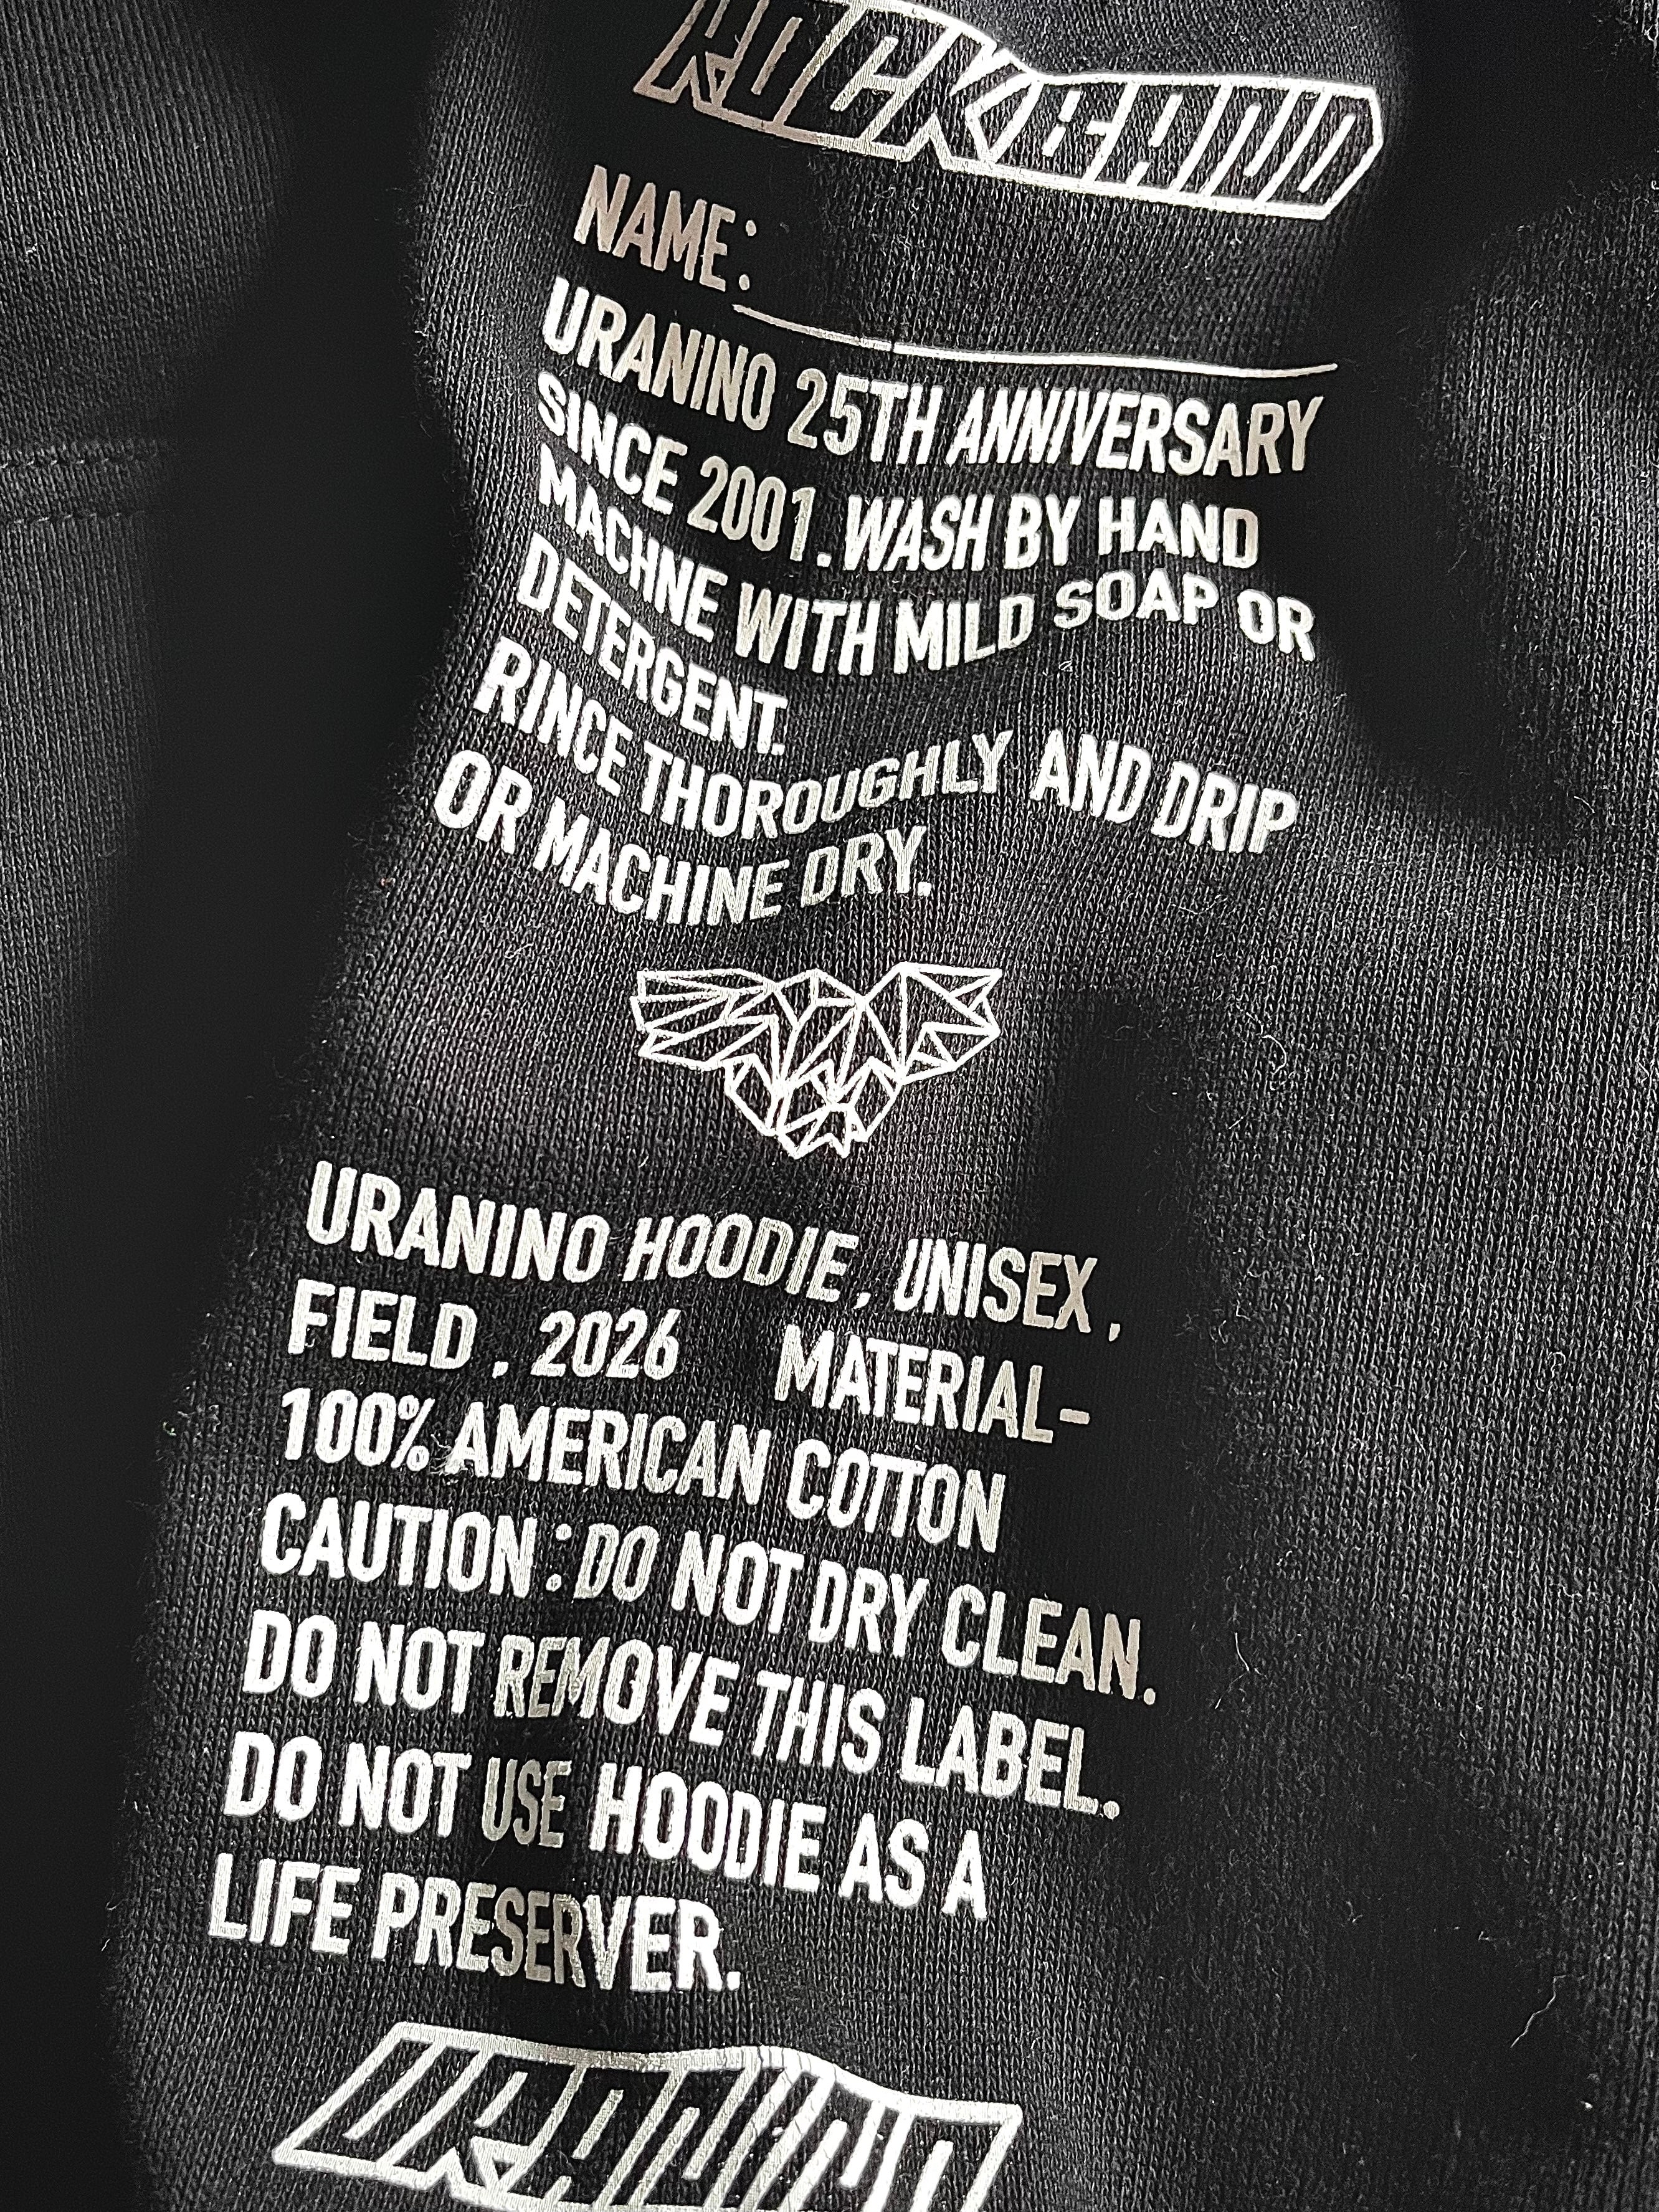 ROCKBAND
NAME:
URANINO 25TH ANNIVERSARY
SINCE 2001. WASH BY HAND
MACHNE WITH MILD SOAP OR
DETERGENT.
RINCE THOROUGHLY AND DRIP
OR MACHINE DRY.
URANINO HOODIE, UNISEX,
FIELD, 2026 MATERIAL-
100% AMERICAN COTTON
CAUTION: DO NOT DRY CLEAN.
DO NOT REMOVE THIS LABEL.
DO NOT USE HOODIE AS A
LIFE PRESERVER.
URANINO